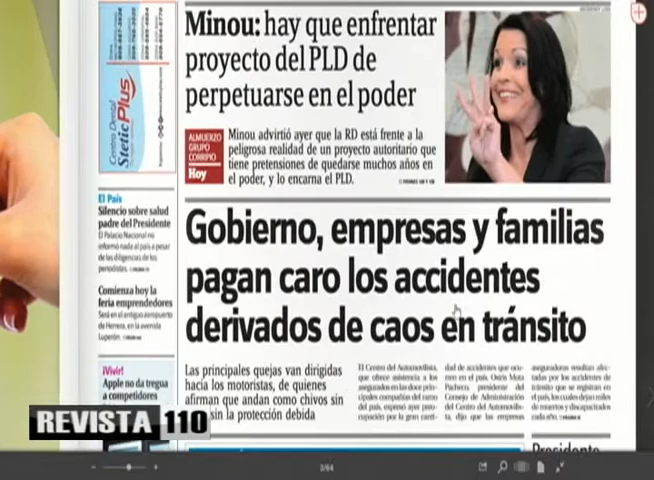 Minou: hay que enfrentar
proyecto del PLD de
perpetuarse en el poder
ALMUERZO
GRUPO
CORRIPIO
Hoy
Minou advirtió ayer que la RD está frente a la
peligrosa realidad de un proyecto autoritario que
tiene pretensiones de quedarse muchos años en
el poder, y lo encarna el PLD.
Centro Dental
SteticPlus
El País
Silencio sobre salud
padre del Presidente
El Palacio Nacional no
informó nada al país a pesar
de las diligencias de los
periodistas.
Comienza hoy la
feria emprendedores
Será en el antiguo aeropuerto
de Herrera, en la avenida
Luperón.
¡Vivir!
Apple no da tregua
a competidores
Gobierno, empresas y familias
pagan caro los accidentes
derivados de caos en tránsito
Las principales quejas van dirigidas
hacia los motoristas, de quienes
afirman que andan como chivos sin
sin la protección debida
El Centro del Automovilista,
que ofrece asistencia a los
asegurados en las doce prin-
cipales compañías del ramo
del país, expresó ayer preo-
cupación por la gran canti-
dad de accidentes que ocu-
rren en el país. Osiris Mota
Pacheco, presidente del
Consejo de Administración
del Centro del Automovilis-
ta, dijo que las empresas
aseguradoras resultan afec-
tadas por los accidentes de
tránsito que se registran en
el país, los cuales dejan miles
de muertos y discapacitados
cada año.
Presidente
REVISTA 110
2/64